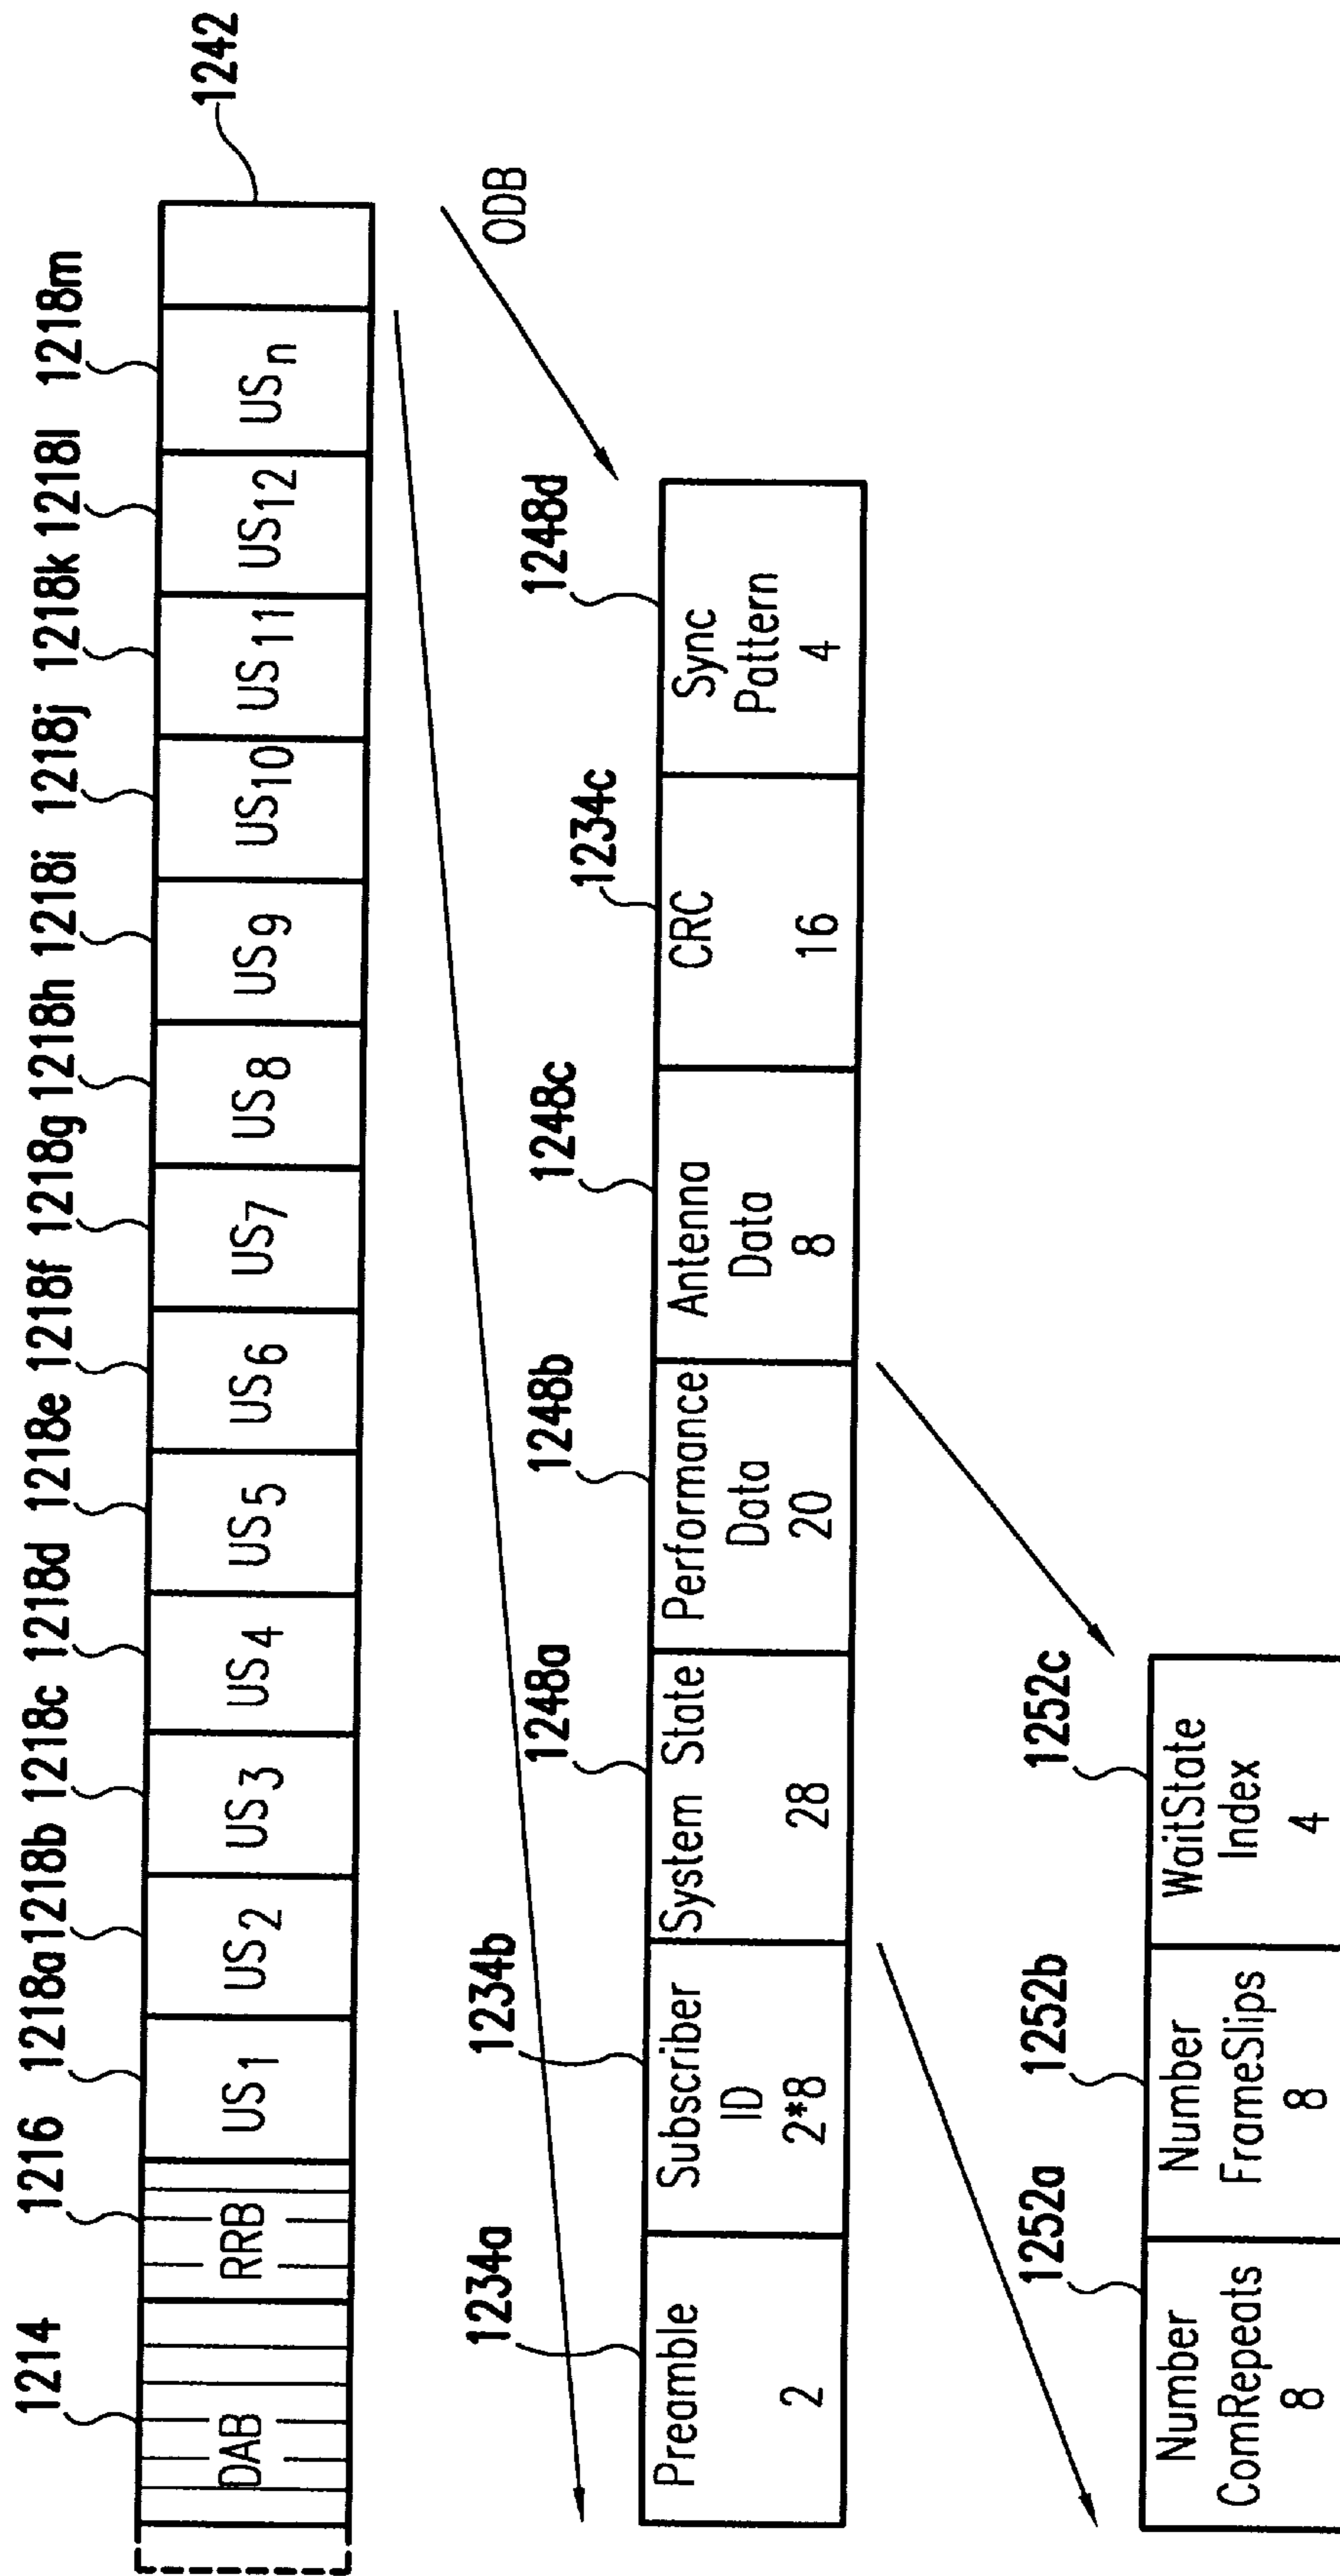 1214 1216 1218a 1218b 1218c 1218d 1218e 1218f 1218g 1218h 1218i 1218j 1218k 1218l 1218m
DAB RRB US1 US2 US3 US4 US5 US6 US7 US8 US9 US10 US11 US12 USn
1242
ODB
1234a 1234b 1248a 1248b 1248c 1234c 1248d
Preamble
2
Subscriber
ID
2*8
System State
28
Performance
Data
20
Antenna
Data
8
CRC
16
Sync
Pattern
4
1252a 1252b 1252c
Number
ComRepeats
8
Number
FrameSlips
8
WaitState
Index
4